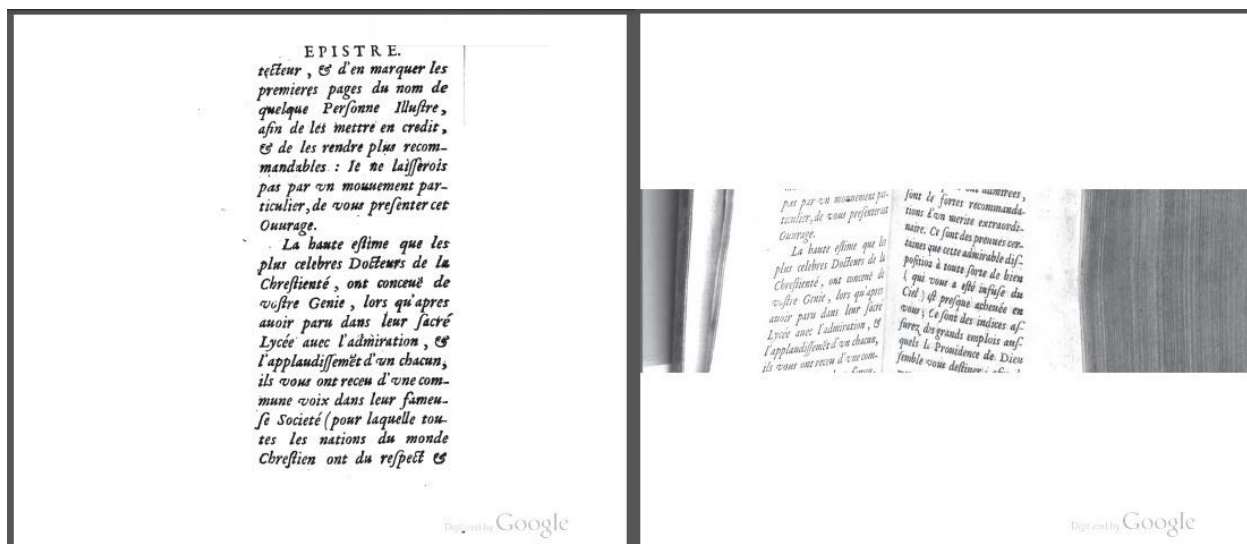 EPISTRE.
tecteur, & d'en marquer les
premieres pages du nom de
quelque Perſonne Illuſtre,
afin de les mettre en credit,
& de les rendre plus recom-
mandables : Ie ne laiſſerois
pas par vn mouuement par-
ticulier, de vous preſenter cet
Ouurage.
La haute eſtime que les
plus celebres Docteurs de la
Chreſtienté, ont conceuë de
voſtre Genie, lors qu'apres
auoir paru dans leur ſacré
Lycée auec l'admiration, &
l'applaudiſſemēt d'vn chacun,
ils vous ont receu d'vne com-
mune voix dans leur fameu-
ſe Societé (pour laquelle tou-
tes les nations du monde
Chreſtien ont du reſpect &
Digitized by Google
pas par vn mouuement pa-
ticulier, de vous preſenter cet
Ouurage.
La haute eſtime que les
plus celebres Docteurs de la
Chreſtienté, ont conceuë de
voſtre Genie, lors qu'apres
auoir paru dans leur ſacré
Lycée auec l'admiration, &
l'applaudiſſemēt d'vn chacun,
ils vous ont receu d'vne com-
admirées,
ſont de fortes recommanda-
tions d'vn merite extraordi-
naire. Ce ſont des preuues cer-
taines que cette admirable diſ-
poſition à toute ſorte de bien
( qui vous a eſté infuſe du
Ciel ) eſt preſque acheuée en
vous ; Ce ſont des indices aſ-
ſurez des grands emplois auſ-
quels la Prouidence de Dieu
ſemble vous deſtiner ;
Digitized by Google